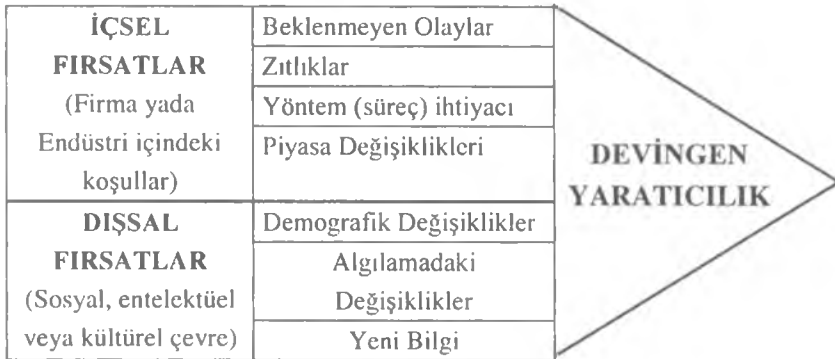 İÇSEL
FIRSATLAR
(Firma yada
Endüstri içindeki
koşullar)
Beklenmeyen Olaylar
Zıtlıklar
Yöntem (süreç) ihtiyacı
Piyasa Değişiklikleri
DIŞSAL
FIRSATLAR
(Sosyal, entelektüel
veya kültürel çevre)
Demografik Değişiklikler
Algılamadaki
Değişiklikler
Yeni Bilgi
DEVİNGEN
YARATICILIK